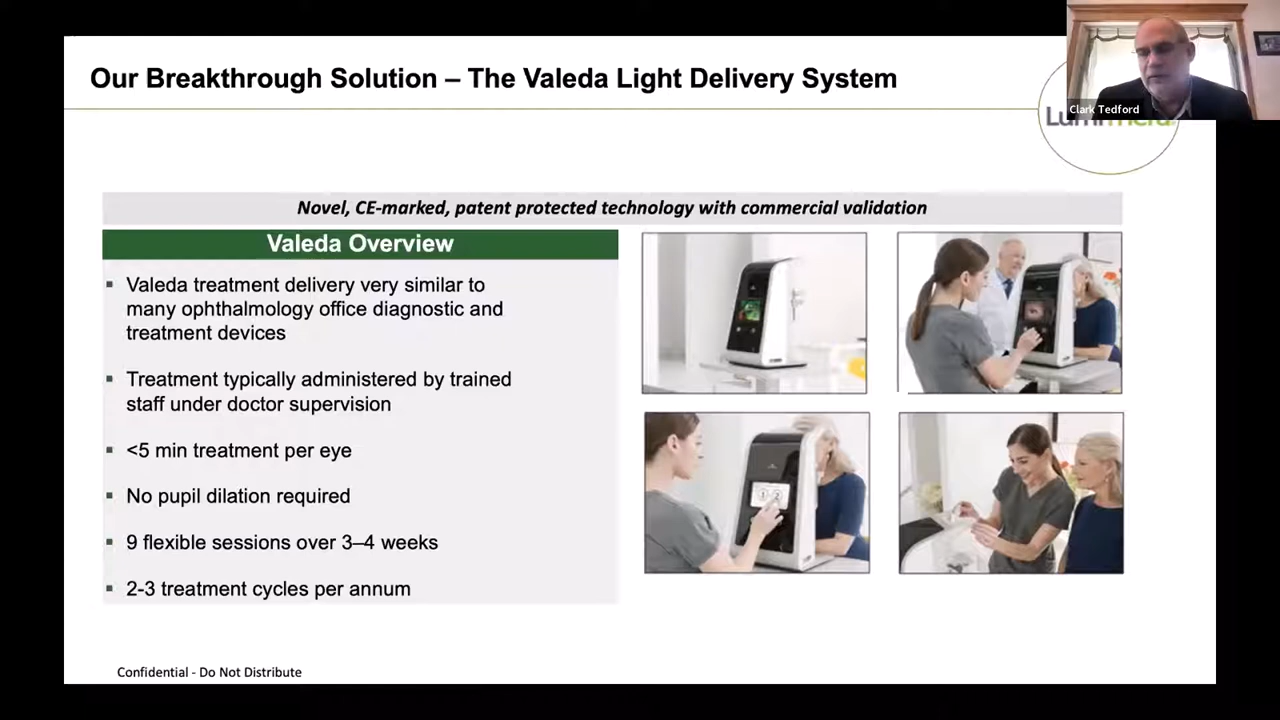 Our Breakthrough Solution – The Valeda Light Delivery System
Clark Tedford
Novel, CE-marked, patent protected technology with commercial validation
Valeda Overview
Valeda treatment delivery very similar to
many ophthalmology office diagnostic and
treatment devices
Treatment typically administered by trained
staff under doctor supervision
<5 min treatment per eye
No pupil dilation required
9 flexible sessions over 3–4 weeks
2-3 treatment cycles per annum
1 2
Confidential - Do Not Distribute